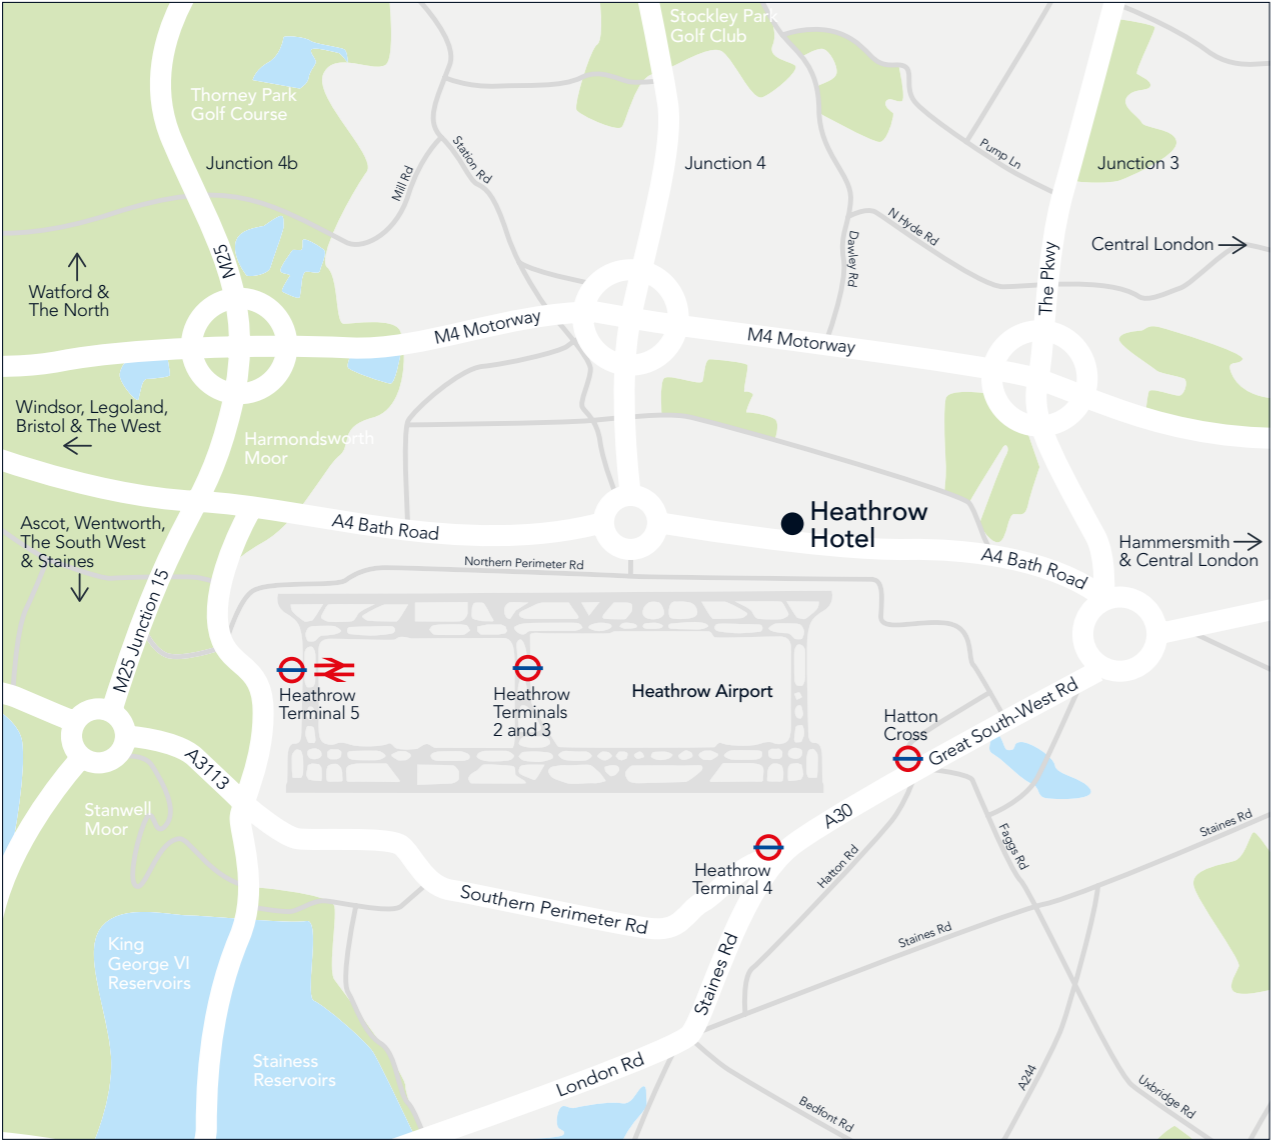 Stockley Park
Golf Club
Thorney Park
Golf Course
Junction 4b
Junction 4
Junction 3
Station Rd
Mill Rd
Pump Ln
N Hyde Rd
Dawley Rd
Central London
The Pkwy
M25
Watford &
The North
M4 Motorway
M4 Motorway
Windsor, Legoland,
Bristol & The West
Harmondsworth
Moor
Ascot, Wentworth,
The South West
& Staines
A4 Bath Road
Heathrow
Hotel
Hammersmith
& Central London
A4 Bath Road
Northern Perimeter Rd
M25 Junction 15
Heathrow
Terminal 5
Heathrow
Terminals
2 and 3
Heathrow Airport
Hatton
Cross
Great South-West Rd
A3113
Stanwell
Moor
A30
Heathrow
Terminal 4
Hatton Rd
Faggs Rd
Staines Rd
Southern Perimeter Rd
Staines Rd
Staines Rd
King
George VI
Reservoirs
Stainess
Reservoirs
London Rd
Bedfont Rd
A244
Uxbridge Rd